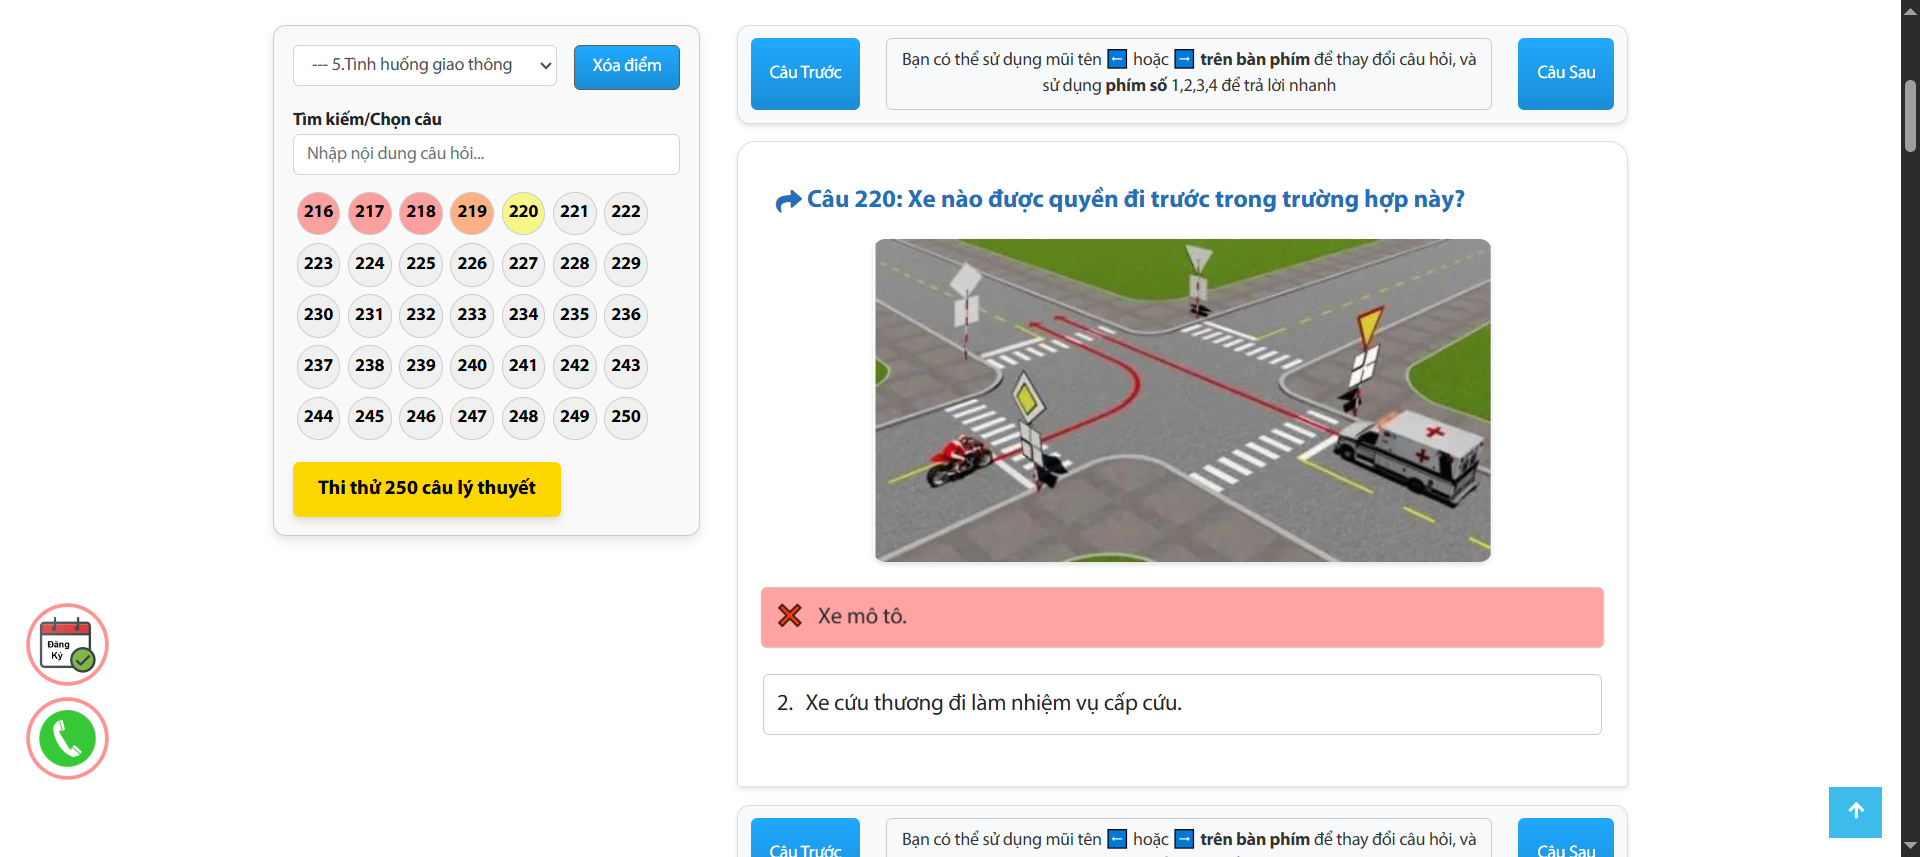 --- 5.Tình huống giao thông
Xóa điểm
Tìm kiếm/Chọn câu
Nhập nội dung câu hỏi...
216 217 218 219 220 221 222
223 224 225 226 227 228 229
230 231 232 233 234 235 236
237 238 239 240 241 242 243
244 245 246 247 248 249 250
Thi thử 250 câu lý thuyết
Đăng
Ký
Câu Trước
Bạn có thể sử dụng mũi tên ← hoặc → trên bàn phím để thay đổi câu hỏi, và
sử dụng phím số 1,2,3,4 để trả lời nhanh
Câu Sau
Câu 220: Xe nào được quyền đi trước trong trường hợp này?
Xe mô tô.
2. Xe cứu thương đi làm nhiệm vụ cấp cứu.
Câu Trước
Bạn có thể sử dụng mũi tên ← hoặc → trên bàn phím để thay đổi câu hỏi, và
Câu Sau